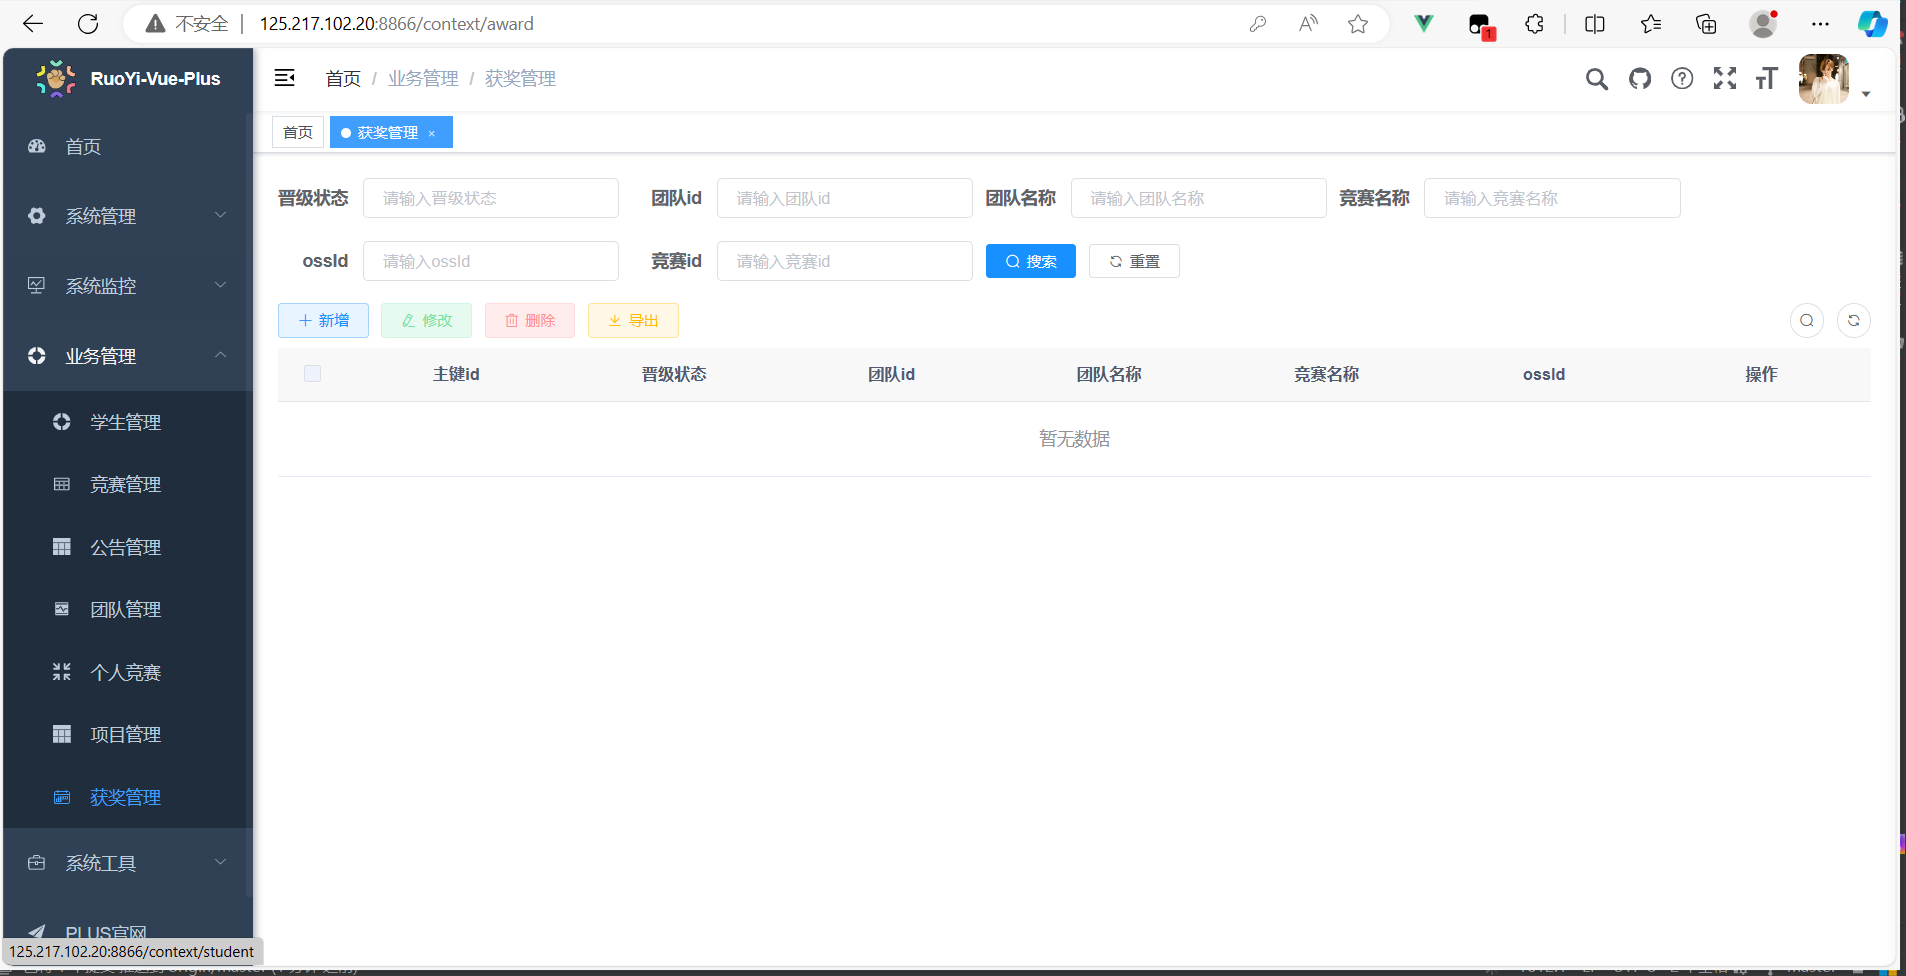 不安全 125.217.102.20:8866/context/award
1
RuoYi-Vue-Plus
首页 / 业务管理 / 获奖管理
首页 获奖管理 ×
首页
系统管理
系统监控
业务管理
学生管理
竞赛管理
公告管理
团队管理
个人竞赛
项目管理
获奖管理
系统工具
PLUS官网
125.217.102.20:8866/context/student
晋级状态 请输入晋级状态 团队id 请输入团队id 团队名称 请输入团队名称 竞赛名称 请输入竞赛名称
ossId 请输入ossId 竞赛id 请输入竞赛id 搜索 重置
新增 修改 删除 导出
主键id 晋级状态 团队id 团队名称 竞赛名称 ossId 操作
暂无数据